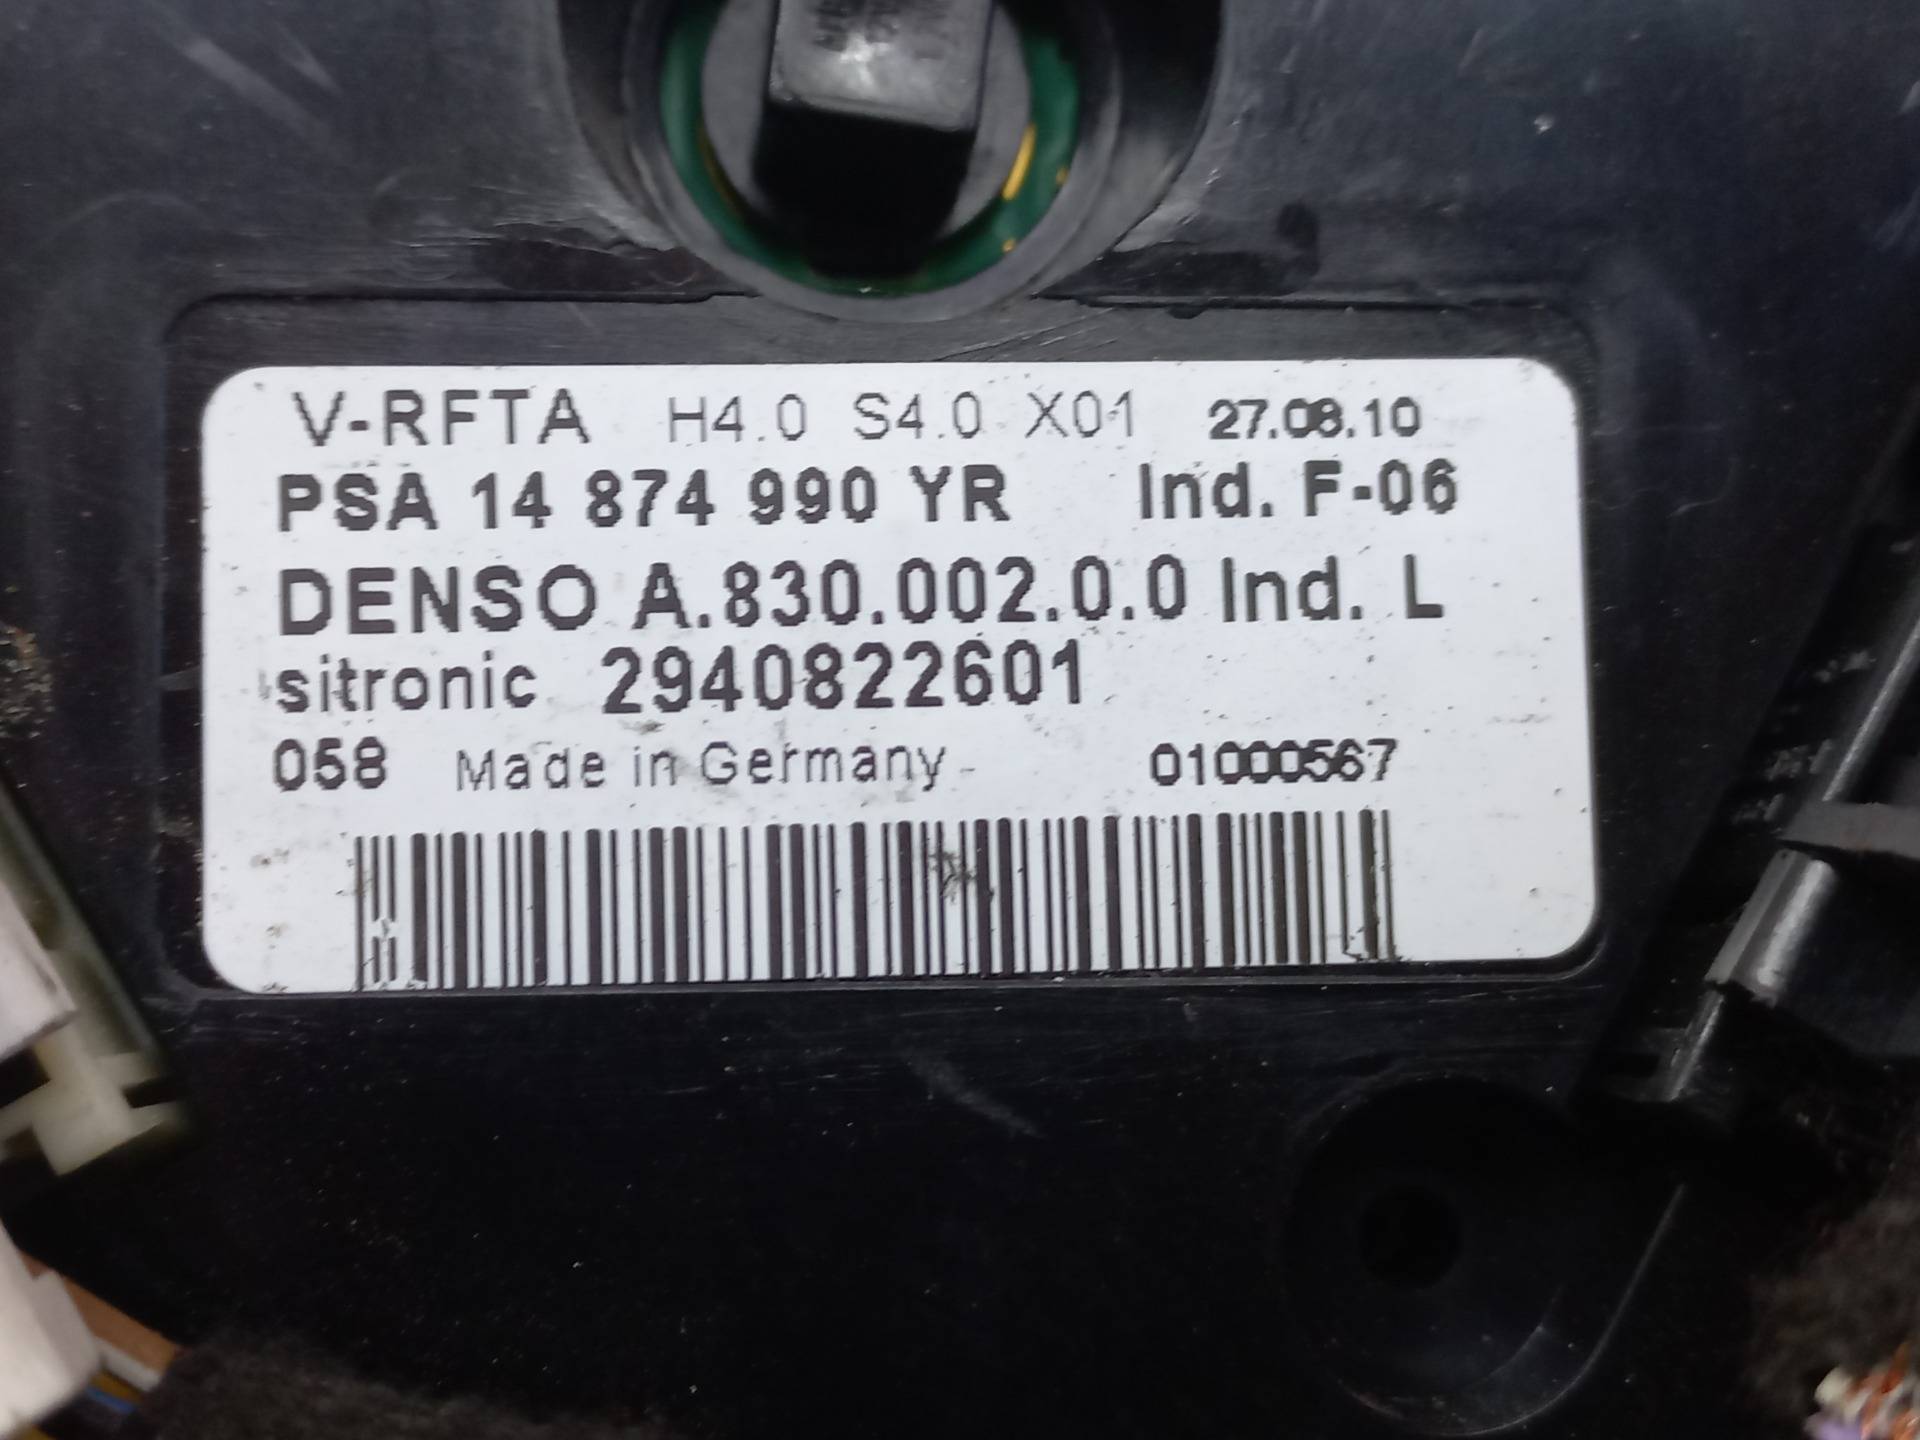 V-RFTA H4.0 S4.0 X01 27.08.10
PSA 14 874 990 YR Ind. F-06
DENSO A.830.002.0.0 Ind. L
sitronic 2940822601
058 Made in Germany 01000567